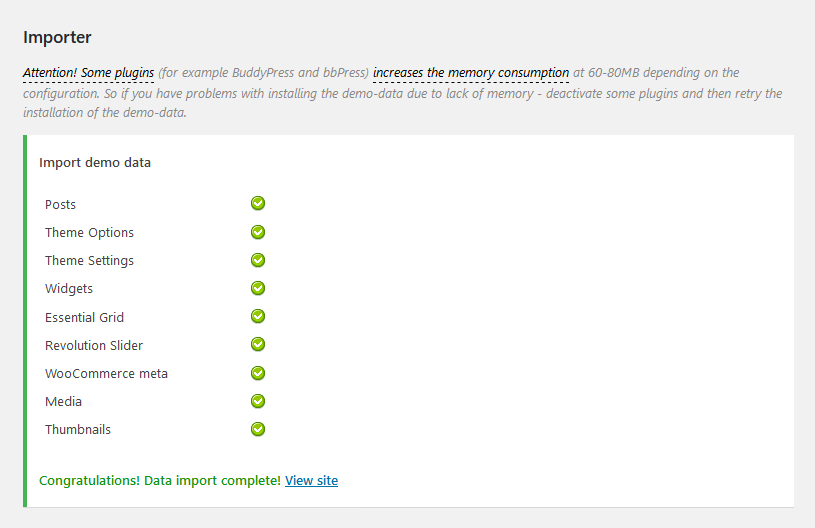 Importer
Attention! Some plugins (for example BuddyPress and bbPress) increases the memory consumption at 60-80MB depending on the
configuration. So if you have problems with installing the demo-data due to lack of memory - deactivate some plugins and then retry the
installation of the demo-data.
Import demo data
Posts
Theme Options
Theme Settings
Widgets
Essential Grid
Revolution Slider
WooCommerce meta
Media
Thumbnails
Congratulations! Data import complete! View site